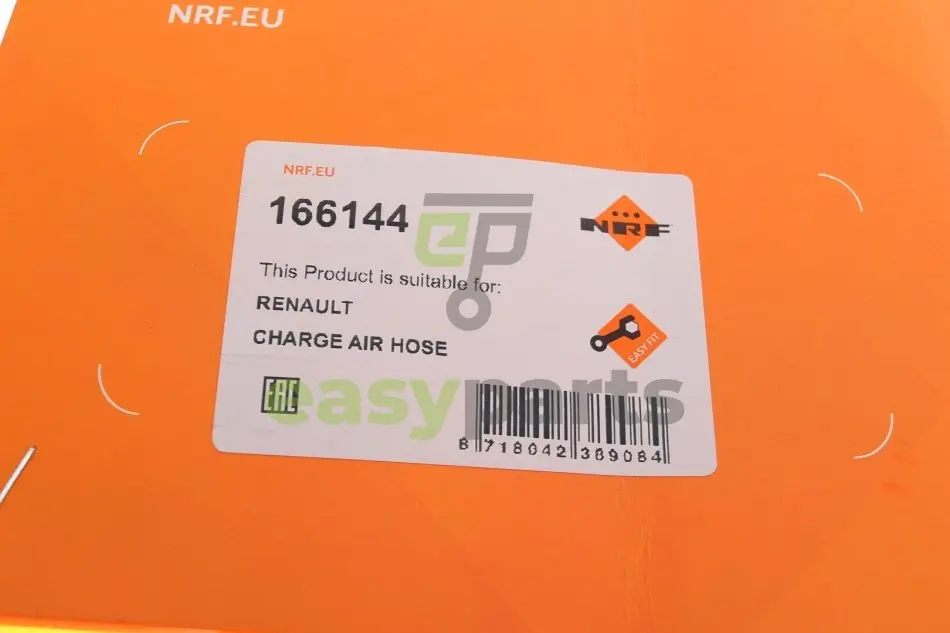 NRF.EU
NRF.EU
166144
NRF
This Product is suitable for:
RENAULT
CHARGE AIR HOSE
EASY FIT
EAC
ep
easyparts
8 718042 389084